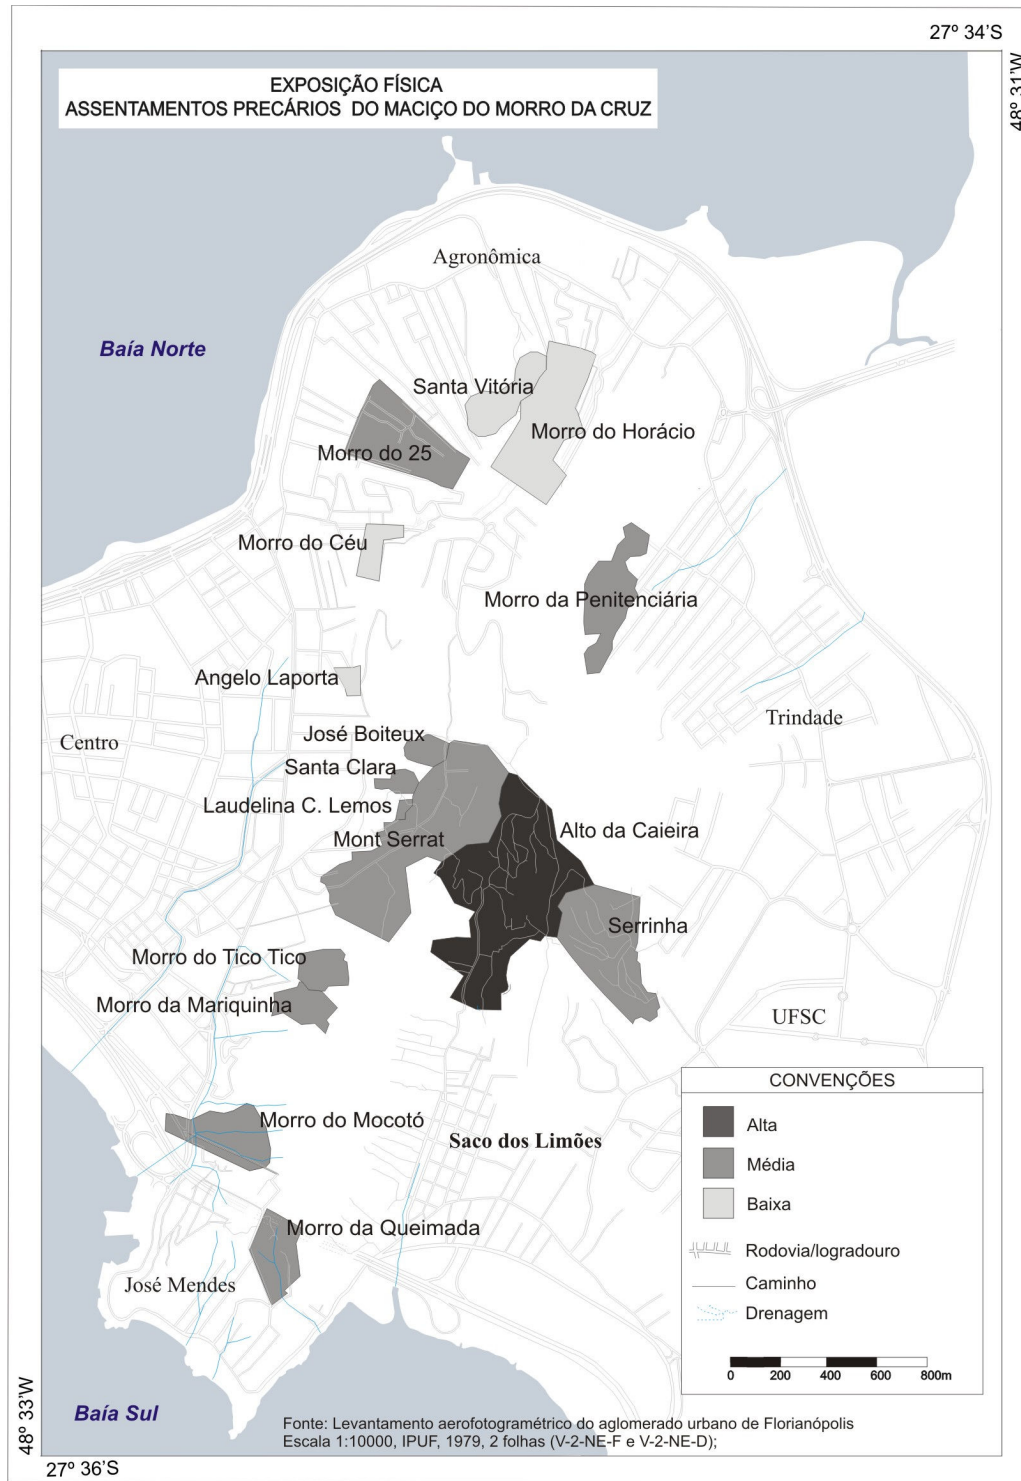 27º 34'S
48º 31'W
EXPOSIÇÃO FÍSICA
ASSENTAMENTOS PRECÁRIOS DO MACIÇO DO MORRO DA CRUZ
Agronômica
Baía Norte
Santa Vitória
Morro do Horácio
Morro do 25
Morro do Céu
Morro da Penitenciária
Angelo Laporta
Trindade
José Boiteux
Centro
Santa Clara
Laudelina C. Lemos
Alto da Caieira
Mont Serrat
Serrinha
Morro do Tico Tico
Morro da Mariquinha
UFSC
Morro do Mocotó
Saco dos Limões
Morro da Queimada
José Mendes
CONVENÇÕES
Alta
Média
Baixa
Rodovia/logradouro
Caminho
Drenagem
0 200 400 600 800m
Baía Sul
Fonte: Levantamento aerofotogramétrico do aglomerado urbano de Florianópolis
Escala 1:10000, IPUF, 1979, 2 folhas (V-2-NE-F e V-2-NE-D);
48º 33'W
27º 36'S